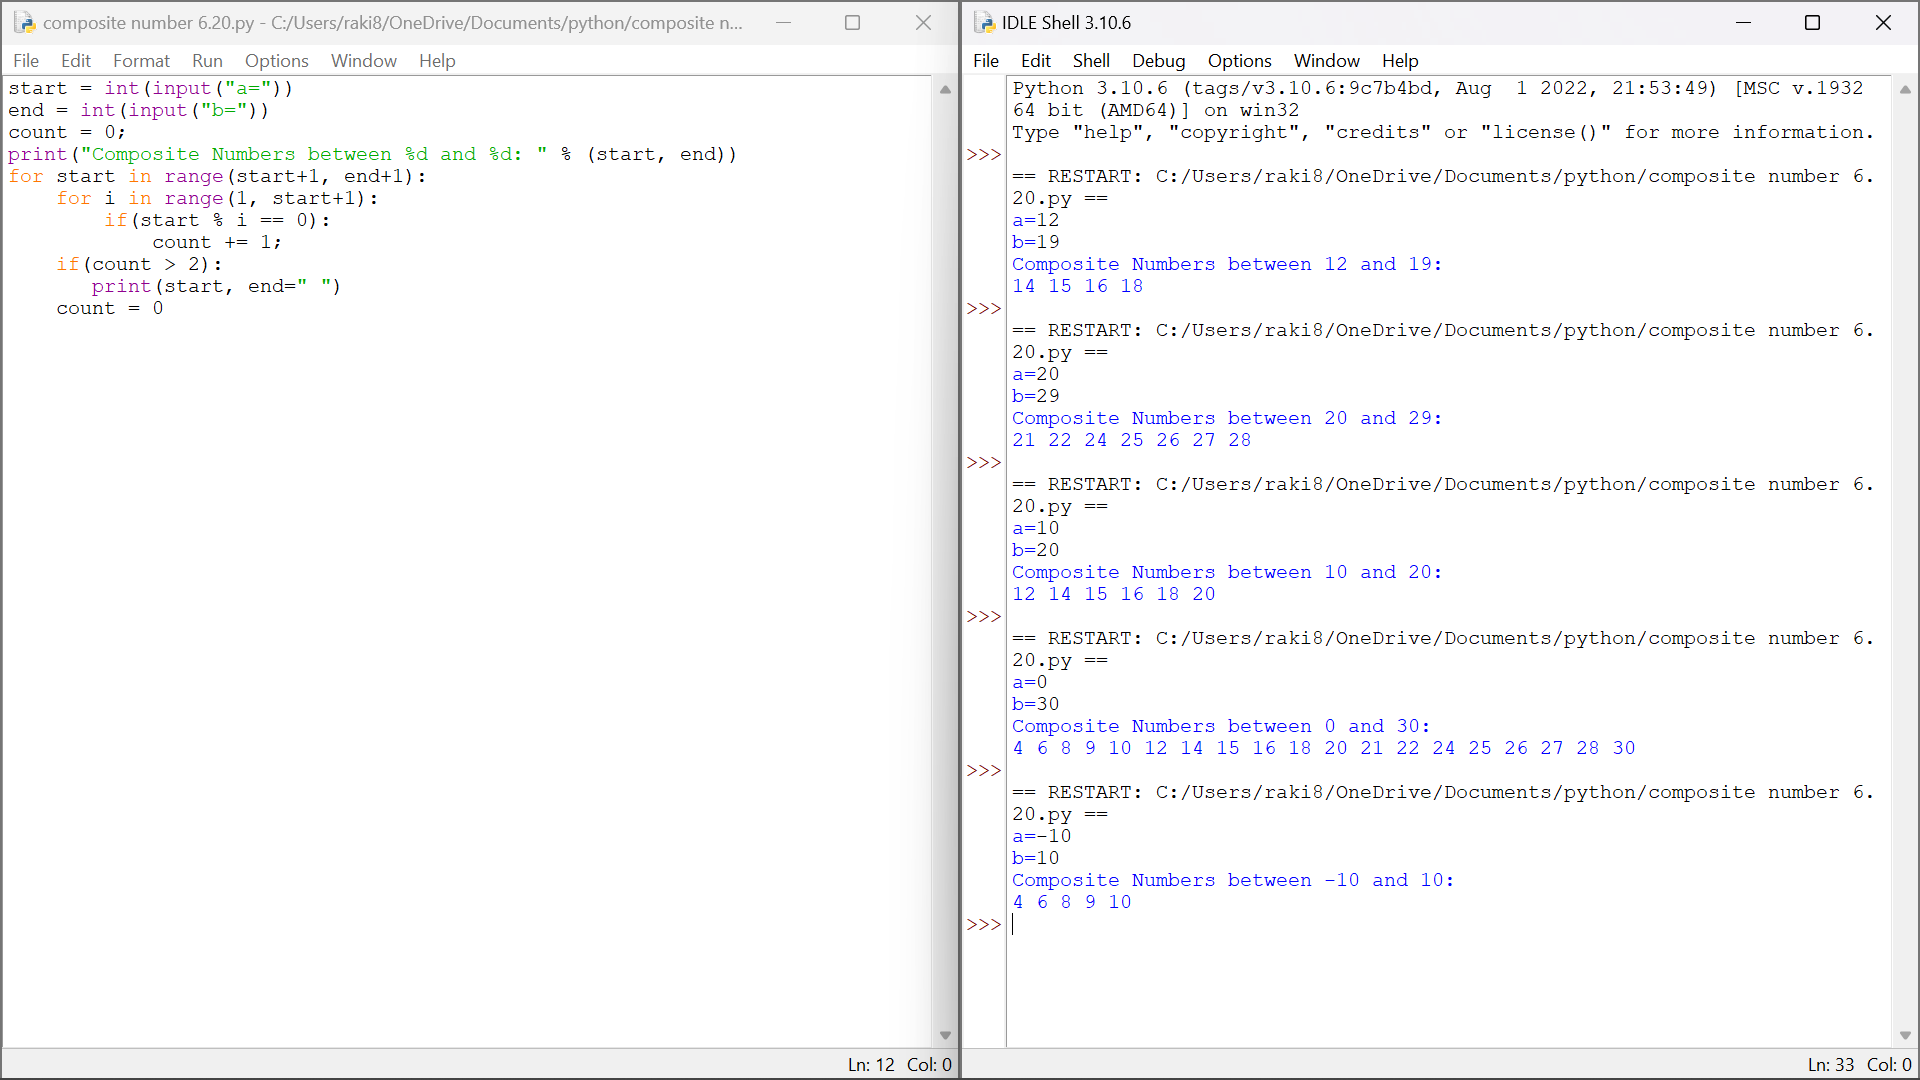 composite number 6.20.py - C:/Users/raki8/OneDrive/Documents/python/composite n...
File Edit Format Run Options Window Help
start = int(input("a="))
end = int(input("b="))
count = 0;
print("Composite Numbers between %d and %d: " % (start, end))
for start in range(start+1, end+1):
    for i in range(1, start+1):
        if(start % i == 0):
            count += 1;
    if(count > 2):
       print(start, end=" ")
    count = 0
Ln: 12 Col: 0
IDLE Shell 3.10.6
File Edit Shell Debug Options Window Help
Python 3.10.6 (tags/v3.10.6:9c7b4bd, Aug  1 2022, 21:53:49) [MSC v.1932
64 bit (AMD64)] on win32
Type "help", "copyright", "credits" or "license()" for more information.
>>>
== RESTART: C:/Users/raki8/OneDrive/Documents/python/composite number 6.
20.py ==
a=12
b=19
Composite Numbers between 12 and 19:
14 15 16 18
>>>
== RESTART: C:/Users/raki8/OneDrive/Documents/python/composite number 6.
20.py ==
a=20
b=29
Composite Numbers between 20 and 29:
21 22 24 25 26 27 28
>>>
== RESTART: C:/Users/raki8/OneDrive/Documents/python/composite number 6.
20.py ==
a=10
b=20
Composite Numbers between 10 and 20:
12 14 15 16 18 20
>>>
== RESTART: C:/Users/raki8/OneDrive/Documents/python/composite number 6.
20.py ==
a=0
b=30
Composite Numbers between 0 and 30:
4 6 8 9 10 12 14 15 16 18 20 21 22 24 25 26 27 28 30
>>>
== RESTART: C:/Users/raki8/OneDrive/Documents/python/composite number 6.
20.py ==
a=-10
b=10
Composite Numbers between -10 and 10:
4 6 8 9 10
>>>
Ln: 33 Col: 0